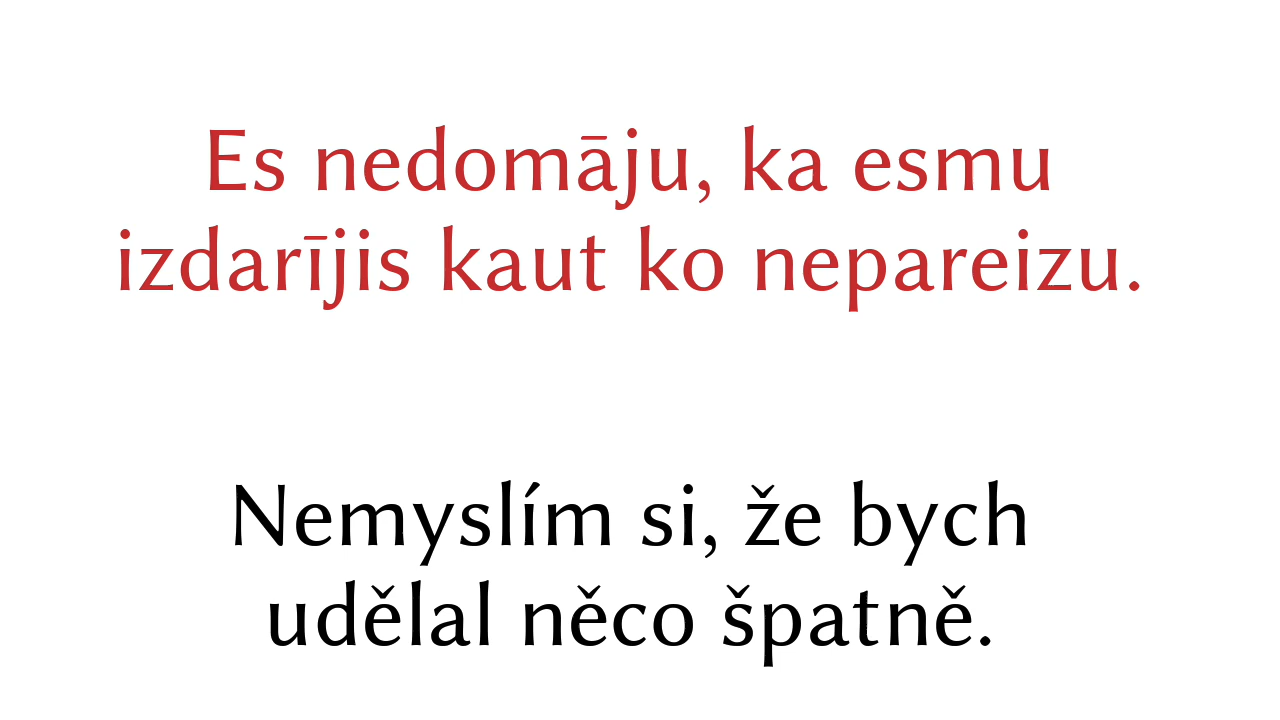 Es nedomāju, ka esmu
izdarījis kaut ko nepareizu.
Nemyslím si, že bych
udělal něco špatně.